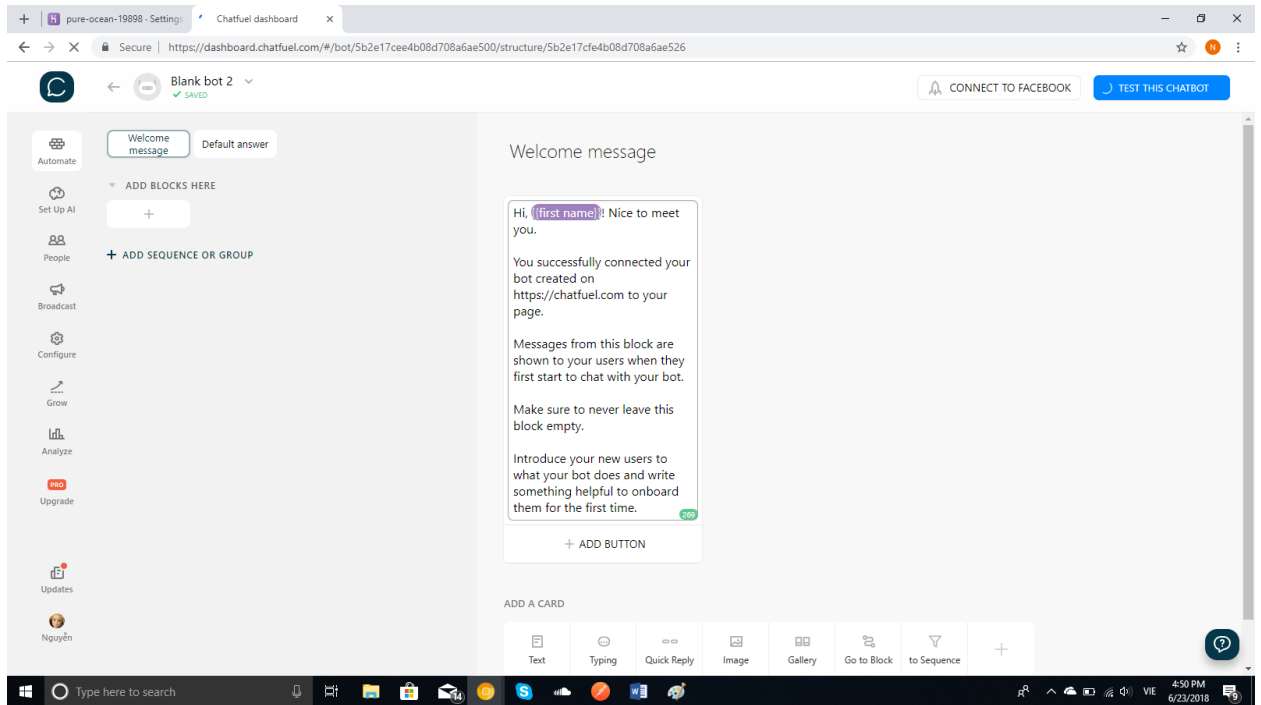 pure-ocean-19898 - Settings
Chatfuel dashboard
Secure
https://dashboard.chatfuel.com/#/bot/5b2e17cee4b08d708a6ae500/structure/5b2e17cfe4b08d708a6ae526
N
Blank bot 2
SAVED
CONNECT TO FACEBOOK
TEST THIS CHATBOT
Automate
Set Up AI
People
Broadcast
Configure
Grow
Analyze
PRO
Upgrade
Updates
Nguyễn
Welcome
message
Default answer
ADD BLOCKS HERE
+ ADD SEQUENCE OR GROUP
Welcome message
Hi, {{first name}}! Nice to meet
you.
You successfully connected your
bot created on
https://chatfuel.com to your
page.
Messages from this block are
shown to your users when they
first start to chat with your bot.
Make sure to never leave this
block empty.
Introduce your new users to
what your bot does and write
something helpful to onboard
them for the first time.
269
+ ADD BUTTON
ADD A CARD
Text
Typing
Quick Reply
Image
Gallery
Go to Block
to Sequence
Type here to search
14
VIE
4:50 PM
6/23/2018
9